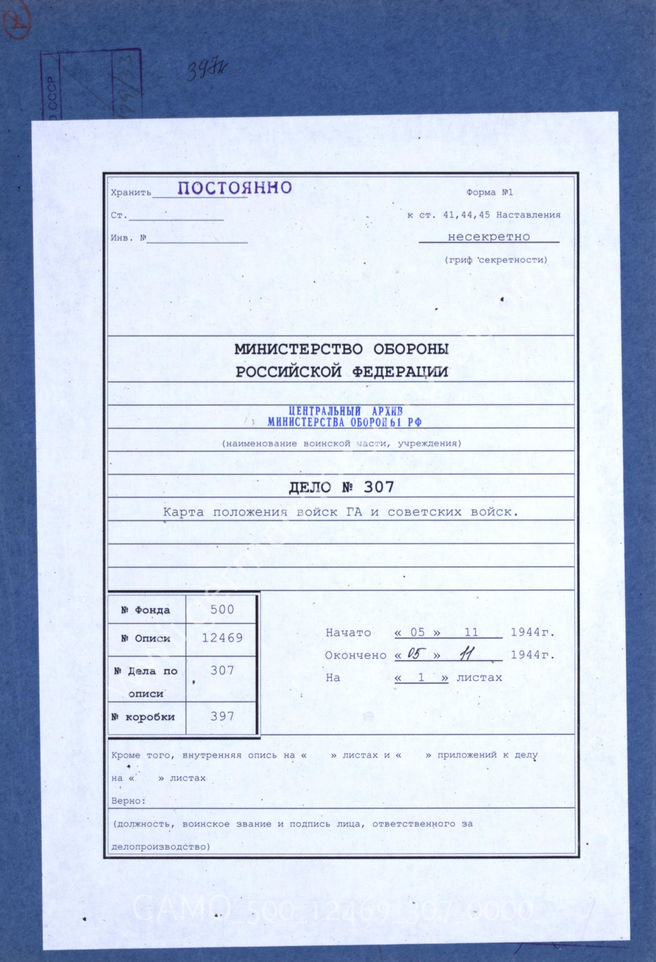 397к
СССР
Хранить ПОСТОЯННО
Форма №1
Ст.
к ст. 41,44,45 Наставления
Инв. №
несекретно
(гриф секретности)
МИНИСТЕРСТВО ОБОРОНЫ
РОССИЙСКОЙ ФЕДЕРАЦИИ
ЦЕНТРАЛЬНЫЙ АРХИВ
МИНИСТЕРСТВА ОБОРОНЫ РФ
(наименование воинской части, учреждения)
ДЕЛО № 307
Карта положения войск ГА и советских войск.
№ Фонда 500
№ Описи 12469
№ Дела по описи 307
№ коробки 397
Начато « 05 » 11 1944г.
Окончено « 05 » 11 1944г.
На « 1 » листах
Кроме того, внутренняя опись на « » листах и « » приложений к делу
на « » листах
Верно:
(должность, воинское звание и подпись лица, ответственного за
делопроизводство)
CAMO 500-12469-307-0000